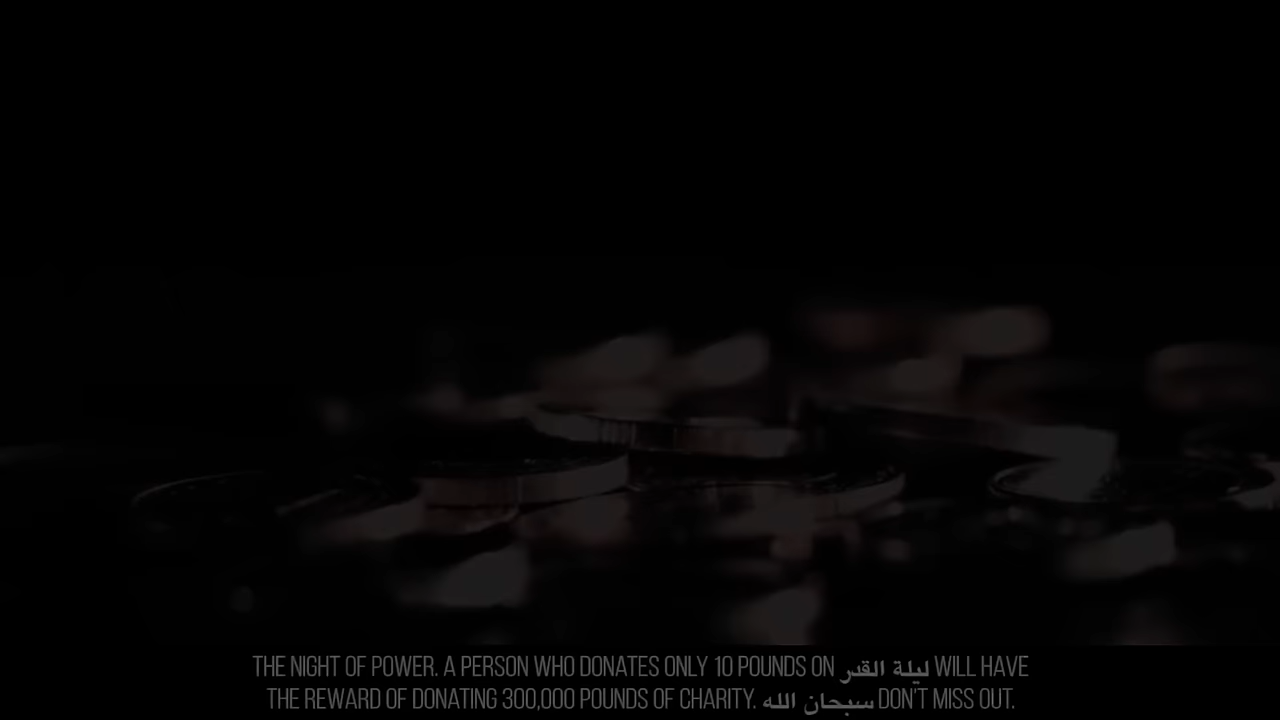 THE NIGHT OF POWER. A PERSON WHO DONATES ONLY 10 POUNDS ON ليلة القدر WILL HAVE
THE REWARD OF DONATING 300,000 POUNDS OF CHARITY. سبحان الله DON'T MISS OUT.